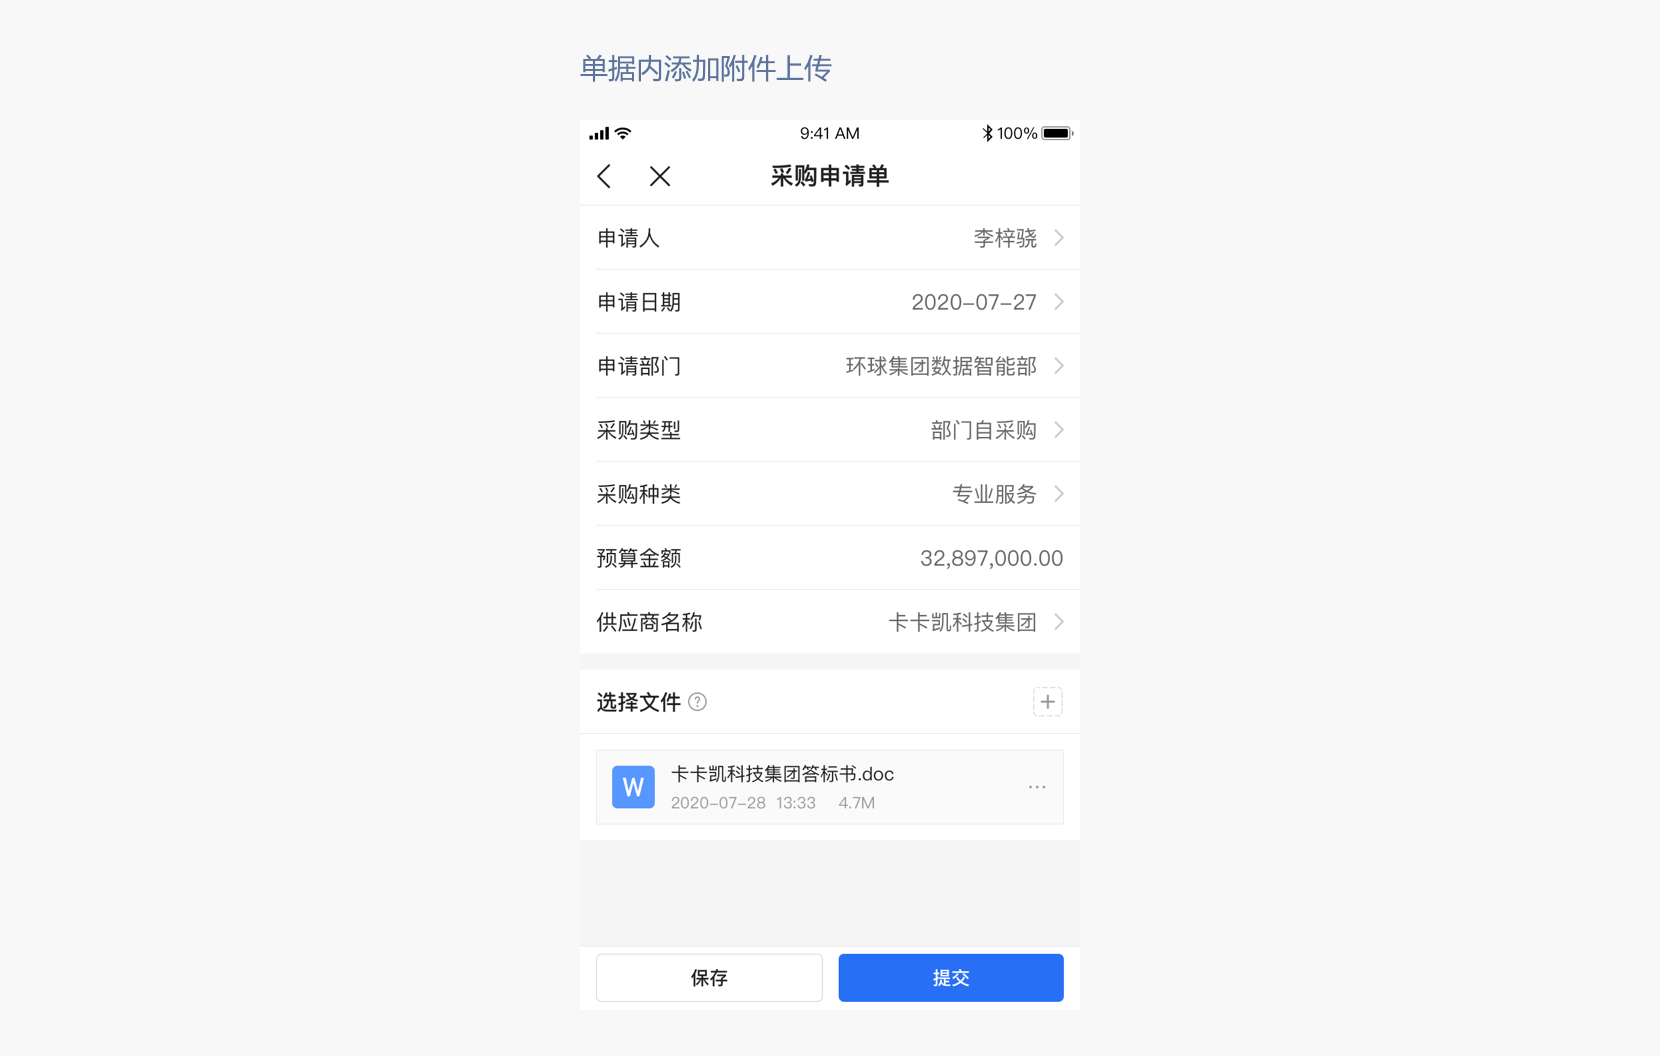 单据内添加附件上传
9:41 AM 100%
采购申请单
申请人 李梓骁
申请日期 2020-07-27
申请部门 环球集团数据智能部
采购类型 部门自采购
采购种类 专业服务
预算金额 32,897,000.00
供应商名称 卡卡凯科技集团
选择文件 ?
W
卡卡凯科技集团答标书.doc
2020-07-28 13:33 4.7M
保存 提交